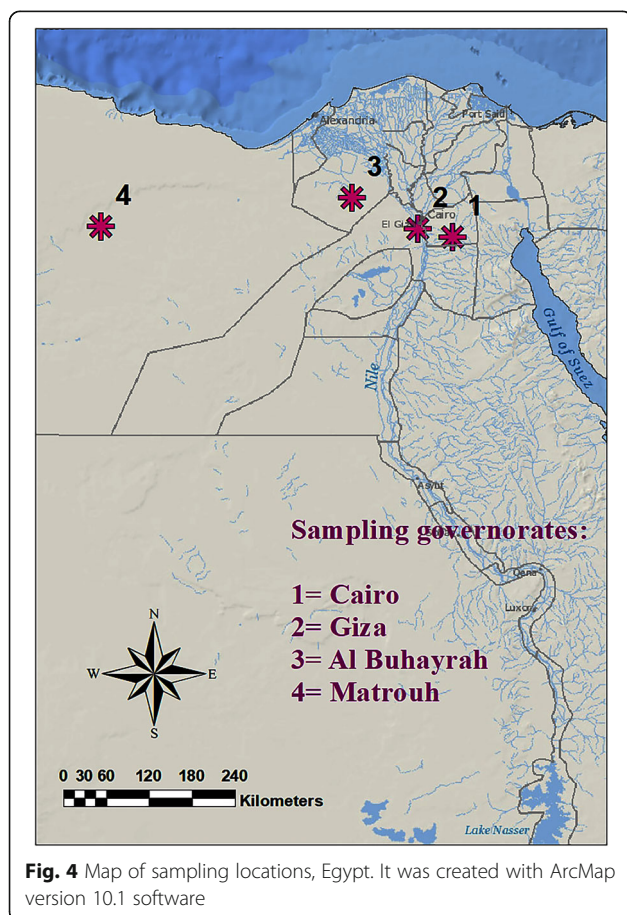 Alexandria
Port Said
3
4
2
1
Cairo
El Gi
Gulf of Suez
Nile
Asyut
Sampling governorates:
Qena
1= Cairo
Luxor
2= Giza
3= Al Buhayrah
4= Matrouh
N
W
E
S
0 30 60 120 180 240
Kilometers
Lake Nasser
Fig. 4 Map of sampling locations, Egypt. It was created with ArcMap
version 10.1 software